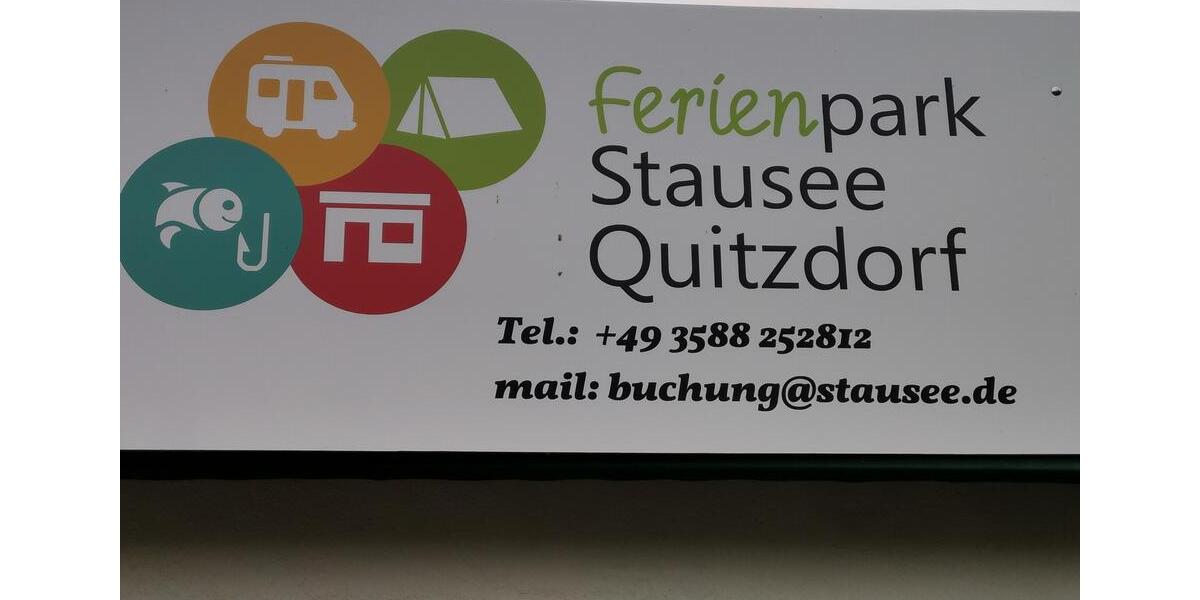 Ferienpark
Stausee
Quitzdorf
Tel.: +49 3588 252812
mail: buchung@stausee.de